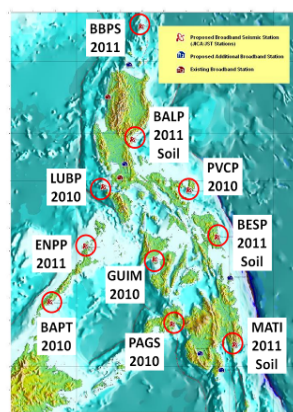 BBPS
2011
Proposed Broadband Seismic Station
(JICA-JST Stations)
Proposed Additional Broadband Station
Existing Broadband Station
BALP
2011
Soil
LUBP
2010
PVCP
2010
ENPP
2011
GUIM
2010
BESP
2011
Soil
BAPT
2010
PAGS
2010
MATI
2011
Soil